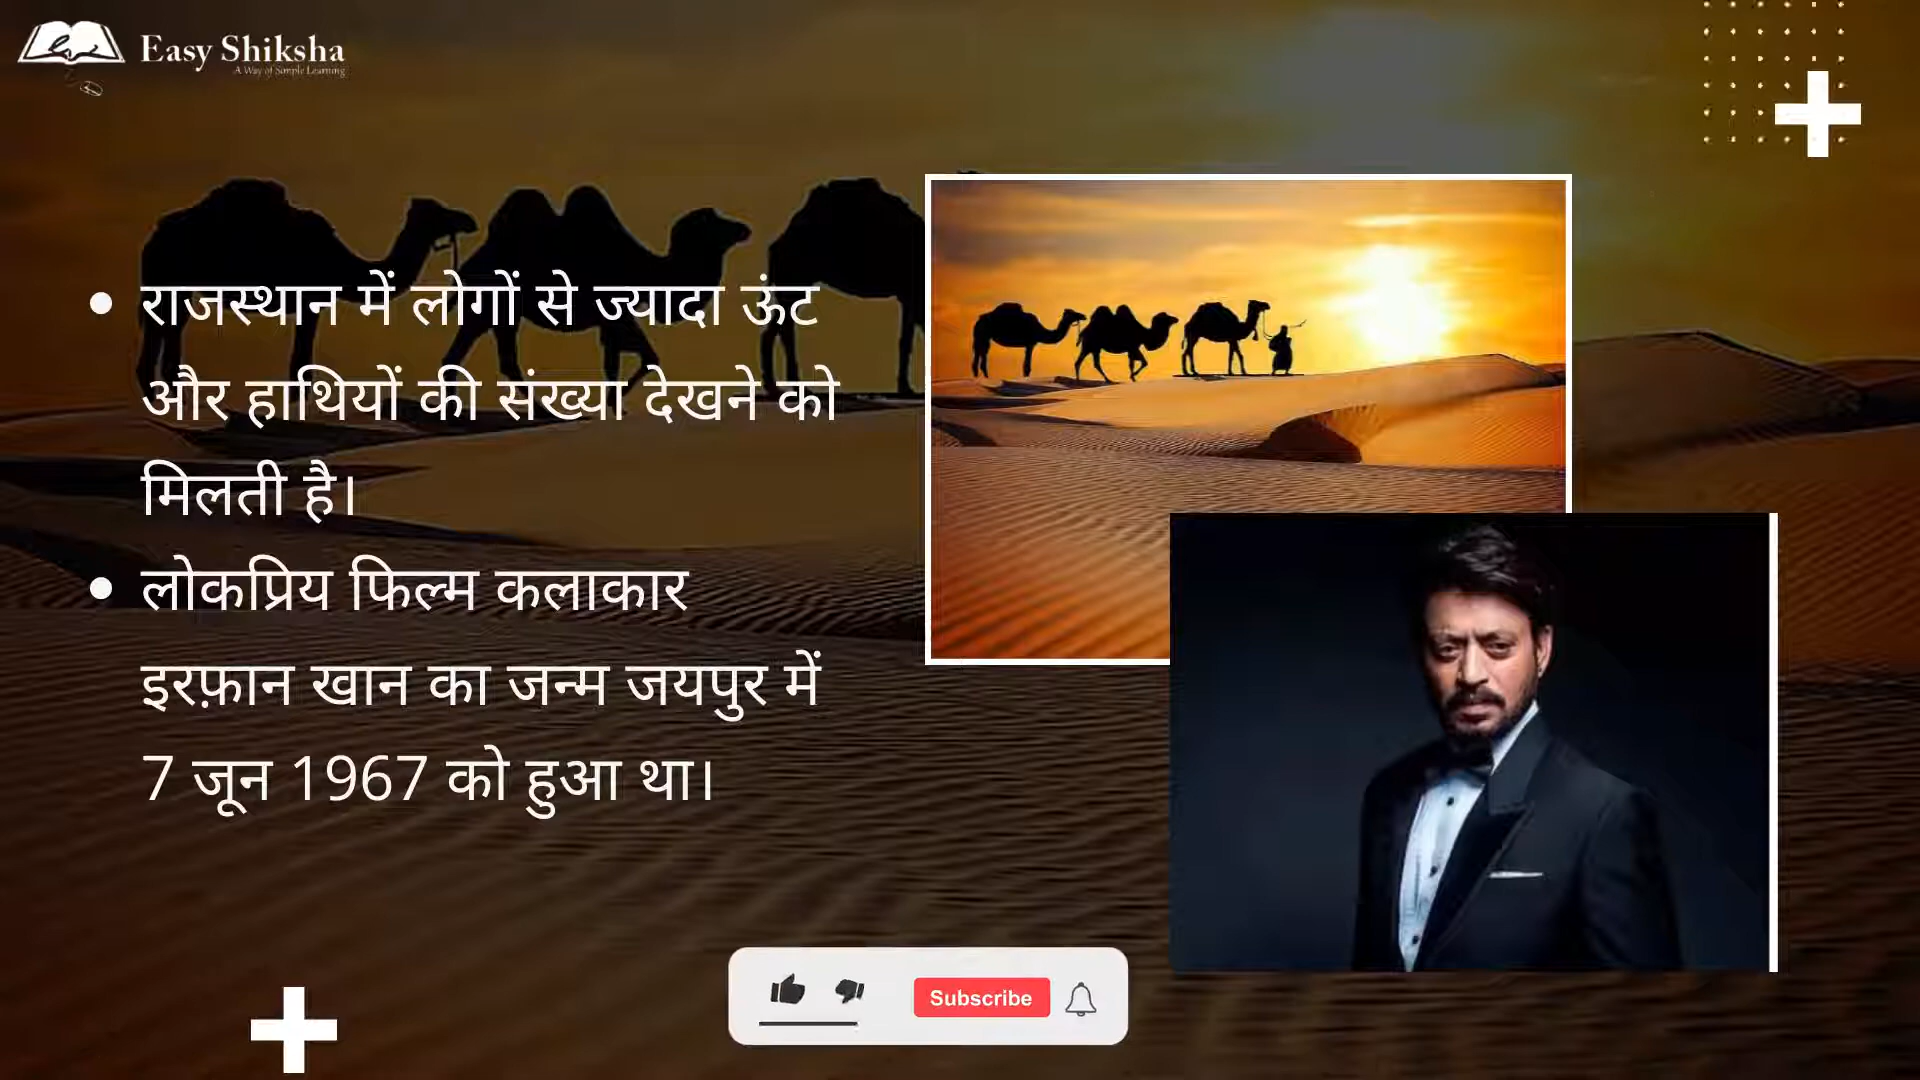 Easy Shiksha
A Way of Simple Learning
राजस्थान में लोगों से ज्यादा ऊंट
और हाथियों की संख्या देखने को
मिलती है।
लोकप्रिय फिल्म कलाकार
इरफ़ान खान का जन्म जयपुर में
7 जून 1967 को हुआ था।
Subscribe